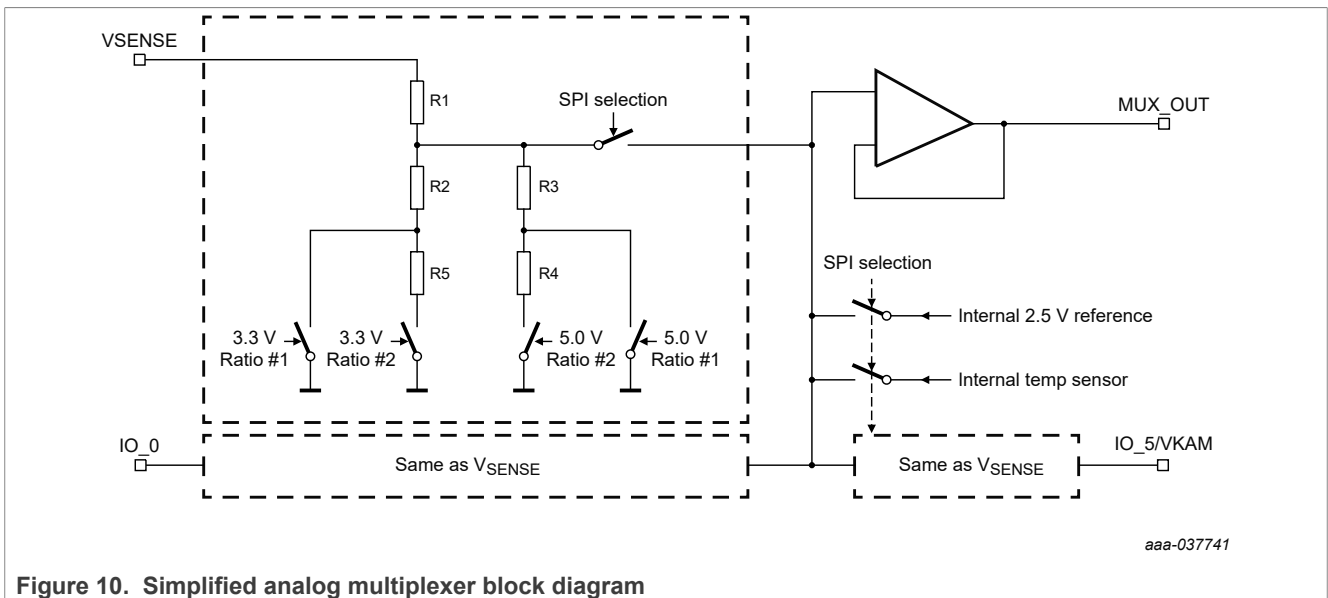 VSENSE
R1
SPI selection
MUX_OUT
R2
R3
R5
R4
SPI selection
3.3 V
Ratio #1
3.3 V
Ratio #2
5.0 V
Ratio #2
5.0 V
Ratio #1
Internal 2.5 V reference
Internal temp sensor
IO_0
Same as VSENSE
Same as VSENSE
IO_5/VKAM
aaa-037741
Figure 10. Simplified analog multiplexer block diagram